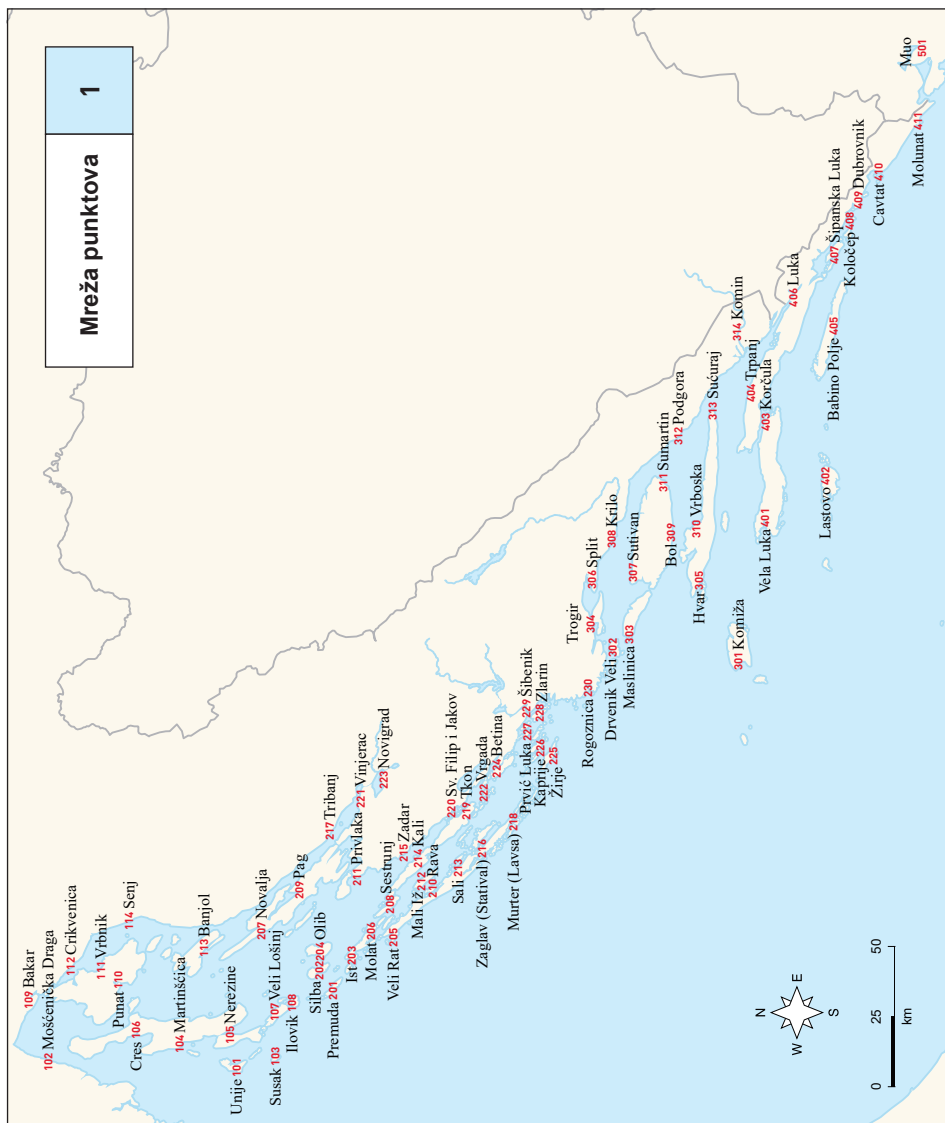 Mreža punktova
1
109 Bakar
102 Mošćenička Draga
112 Crikvenica
111 Vrbnik
Punat 110
114 Senj
Cres 106
104 Martinšćica
113 Banjol
105 Nerezine
Unije 101
Susak 103
107 Veli Lošinj
Ilovik 108
207 Novalja
209 Pag
Silba 202
204 Olib
Premuda 201
217 Tribanj
Ist 203
211 Privlaka
221 Vinjerac
Molat 206
223 Novigrad
Veli Rat 205
208 Sestrunj
215 Zadar
Mali Iž 212
214 Kali
210 Rava
220 Sv. Filip i Jakov
Sali 213
219 Tkon
Zaglav (Statival) 216
222 Vrgada
224 Betina
Murter (Lavsa) 218
Prvić Luka 227
229 Šibenik
Kaprije 226
228 Zlarin
Žirje 225
Trogir
304
306 Split
Rogoznica 230
308 Krilo
Drvenik Veli 302
Maslinica 303
307 Sutivan
311 Sumartin
Bol 309
312 Podgora
310 Vrboska
Hvar 305
313 Sućuraj
301 Komiža
314 Komin
404 Trpanj
Vela Luka 401
403 Korčula
406 Luka
Lastovo 402
Babino Polje 405
407 Šipanska Luka
Koločep 408
409 Dubrovnik
Cavtat 410
Molunat 411
Muo
501
N
W E
S
0 25 50
km